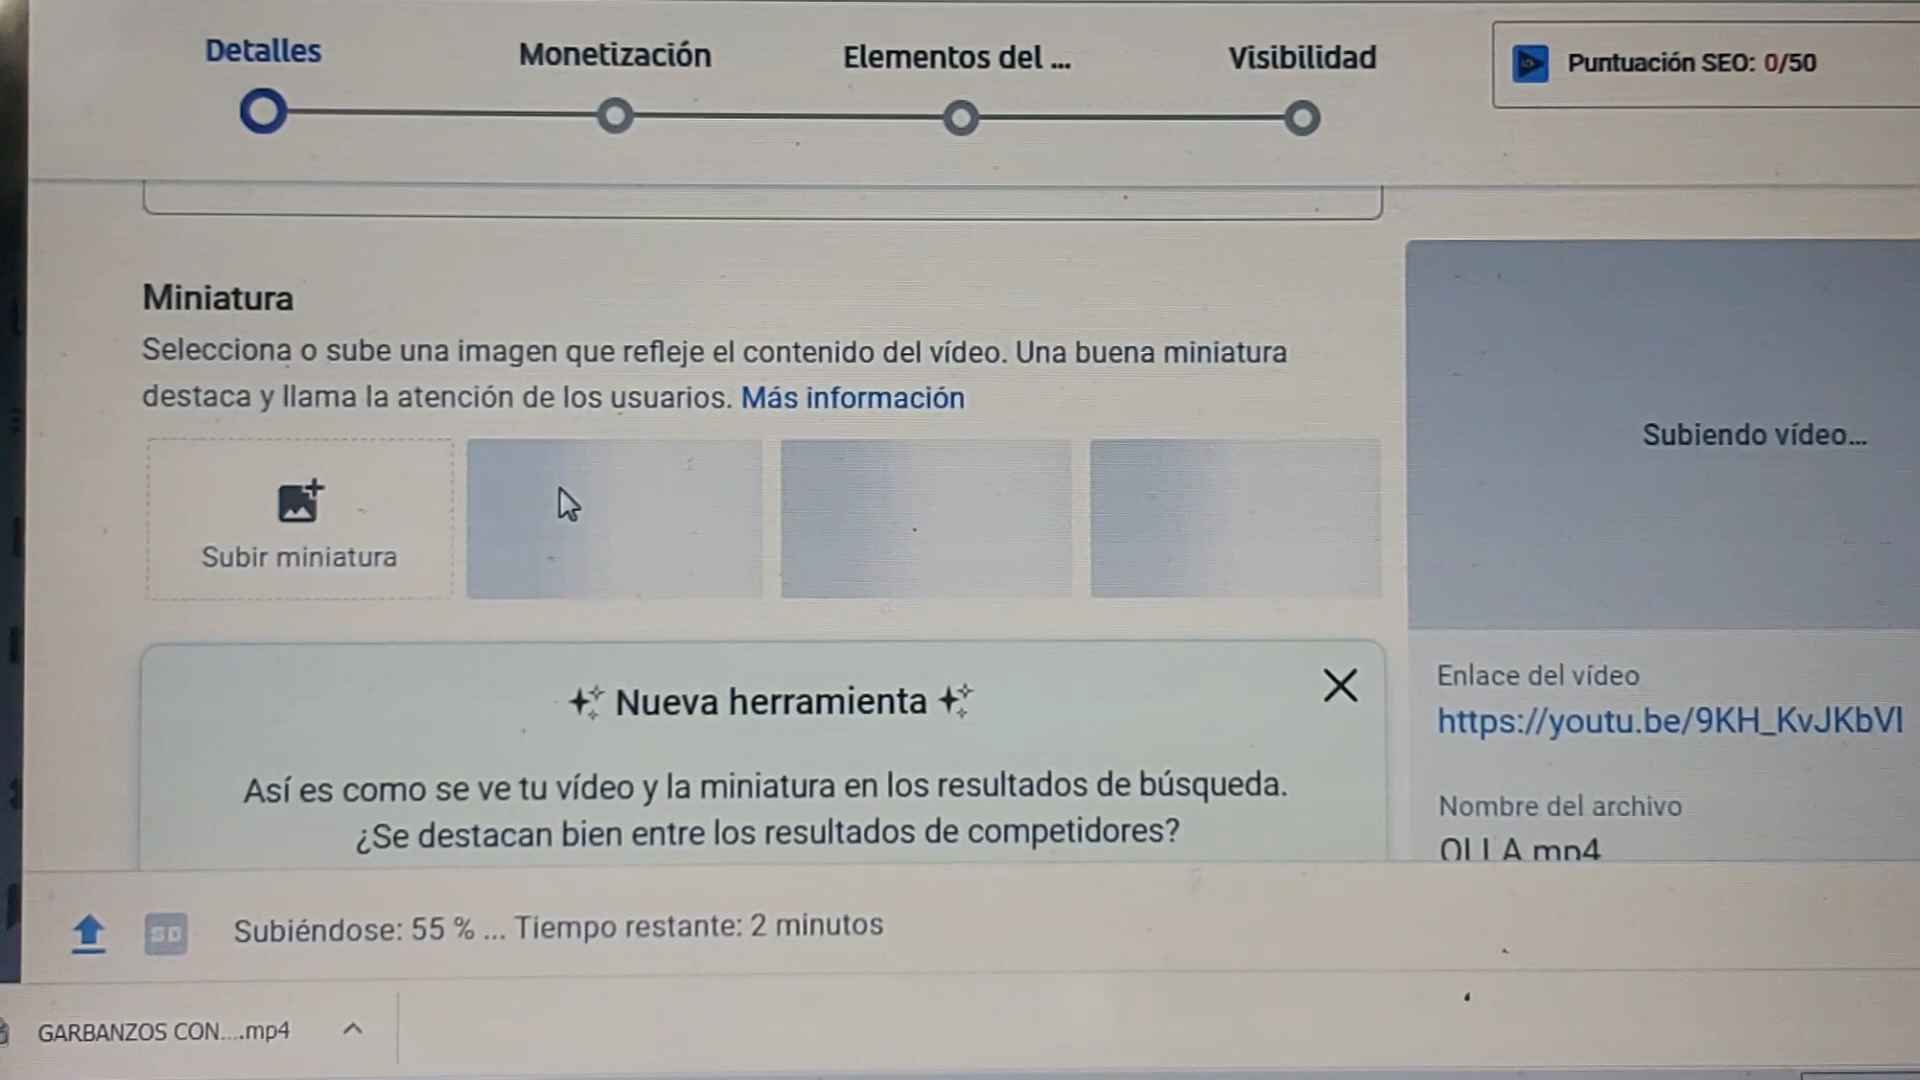 Detalles
Monetización
Elementos del ...
Visibilidad
Puntuación SEO: 0/50
Miniatura
Selecciona o sube una imagen que refleje el contenido del vídeo. Una buena miniatura
destaca y llama la atención de los usuarios. Más información
Subir miniatura
Subiendo vídeo...
Nueva herramienta
Así es como se ve tu vídeo y la miniatura en los resultados de búsqueda.
¿Se destacan bien entre los resultados de competidores?
Enlace del vídeo
https://youtu.be/9KH_KvJKbVI
Nombre del archivo
OLLA.mp4
SD
Subiéndose: 55 % ... Tiempo restante: 2 minutos
GARBANZOS CON....mp4